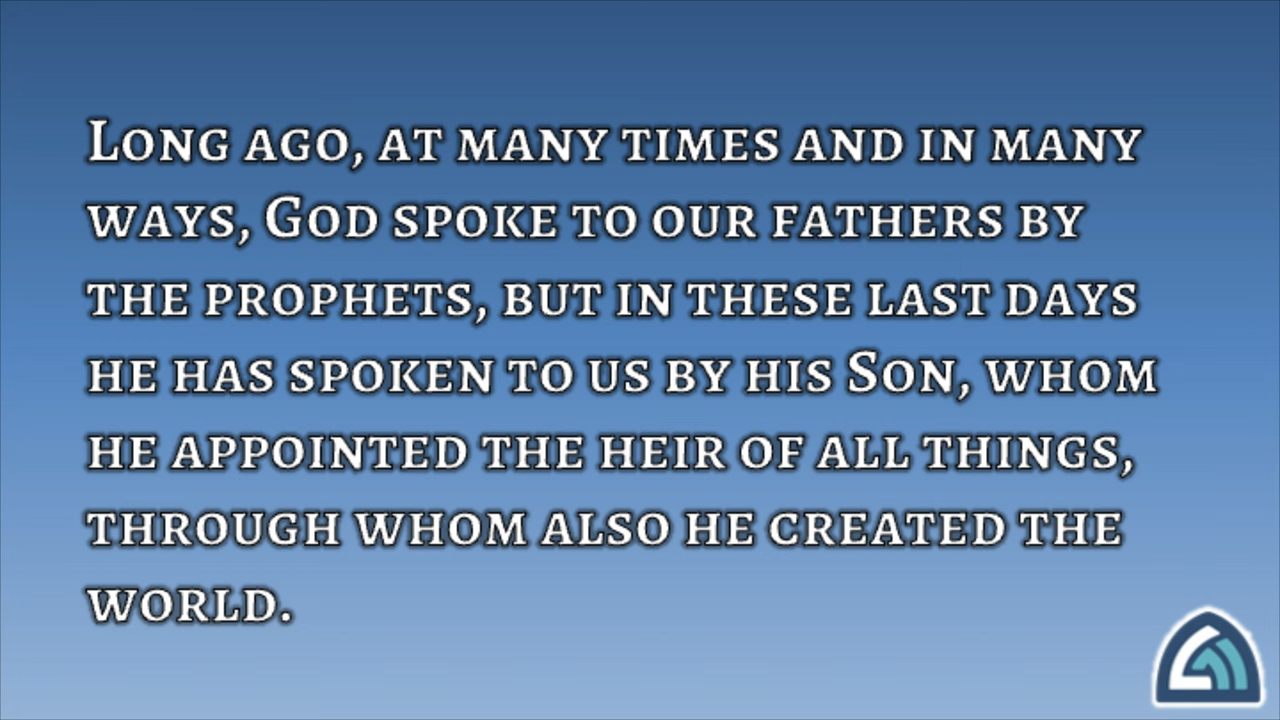 Long ago, at many times and in many
ways, God spoke to our fathers by
the prophets, but in these last days
he has spoken to us by his Son, whom
he appointed the heir of all things,
through whom also he created the
world.